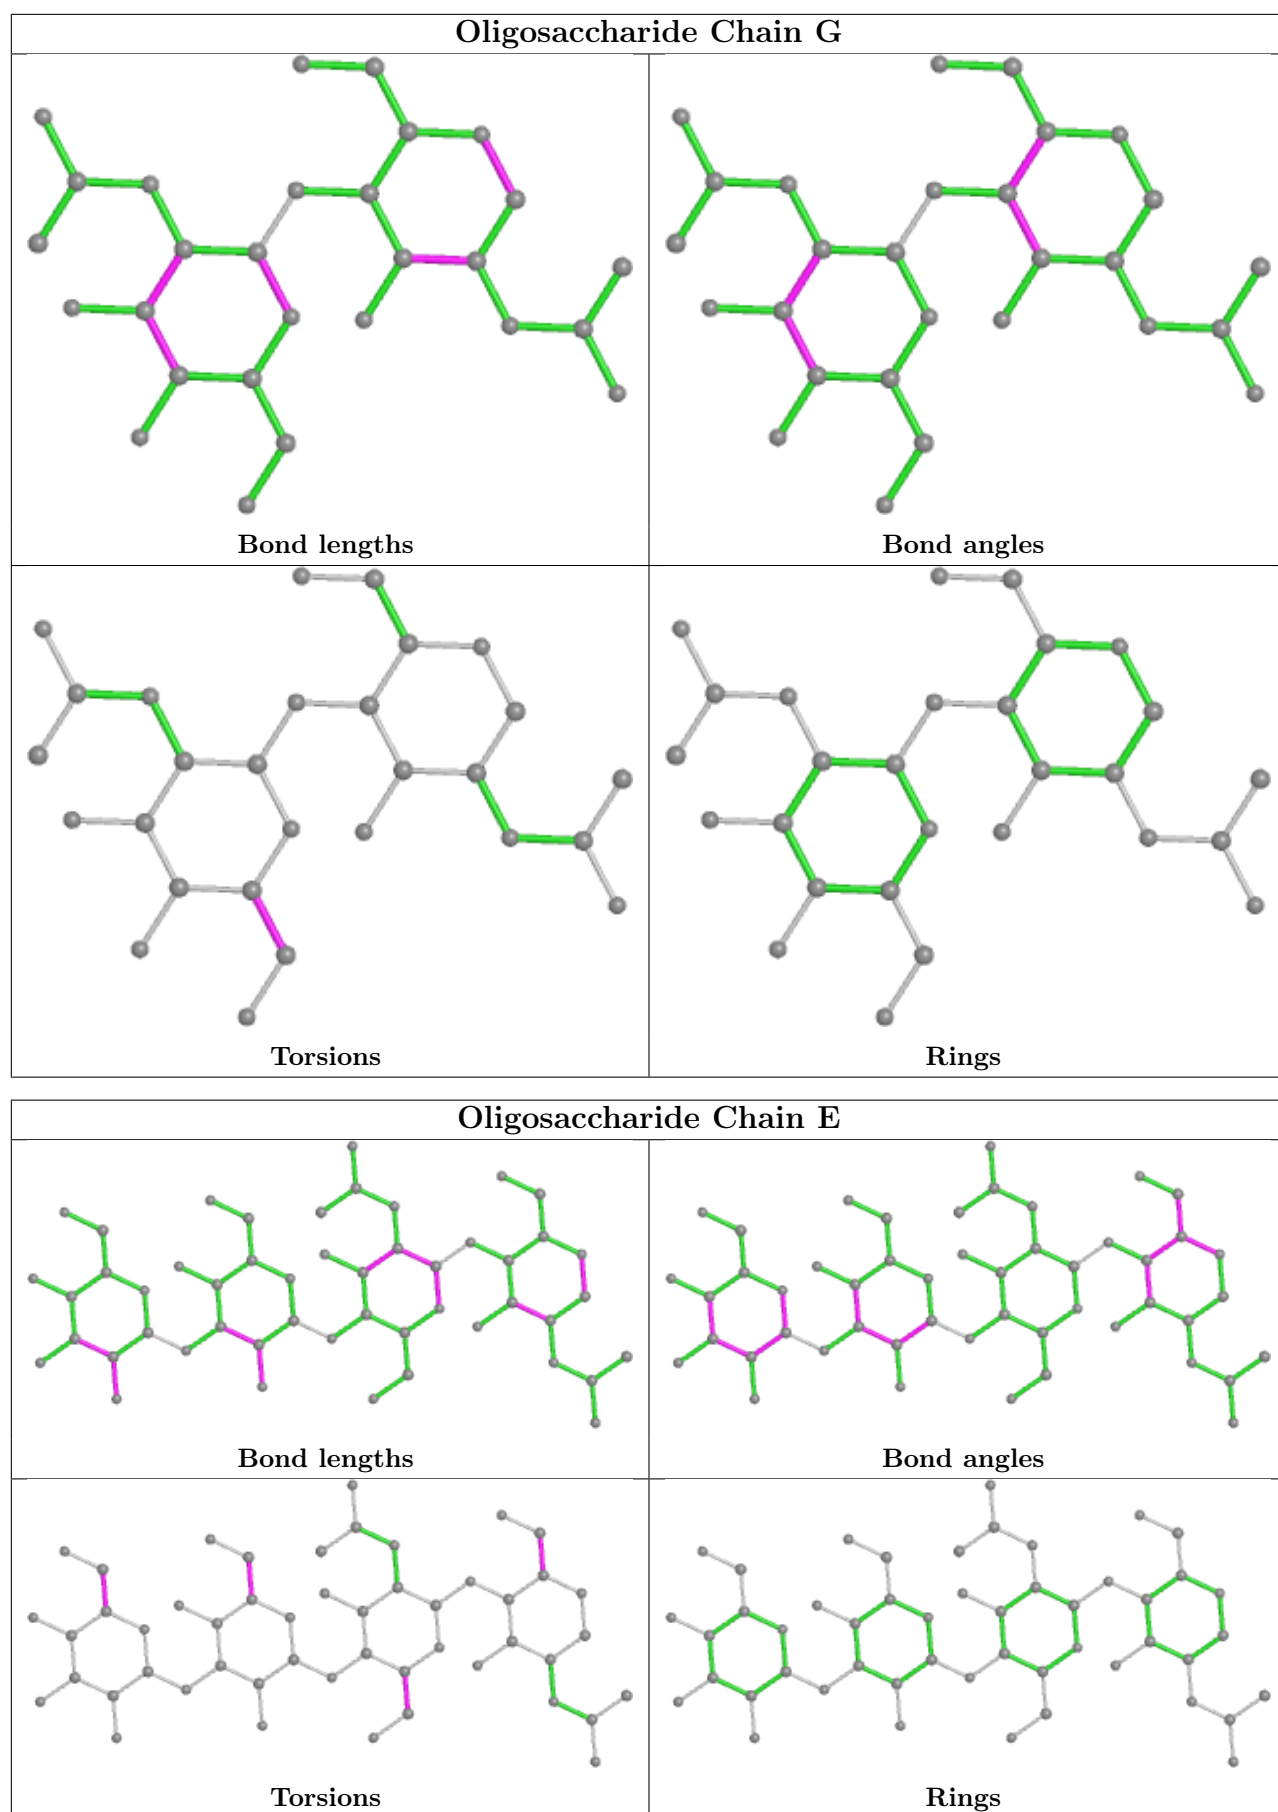 Oligosaccharide Chain G
Bond lengths
Bond angles
Torsions
Rings
Oligosaccharide Chain E
Bond lengths
Bond angles
Torsions
Rings